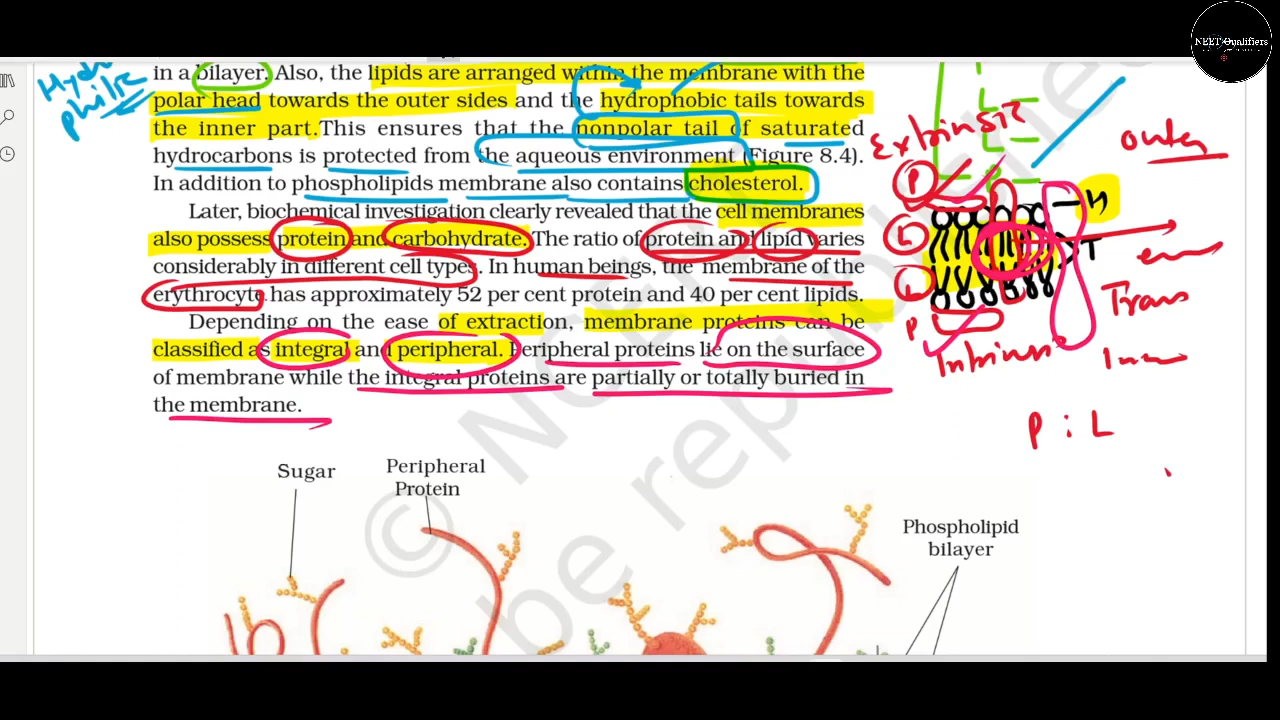 NEET Qualifiers
in a bilayer. Also, the lipids are arranged within the membrane with the
polar head towards the outer sides and the hydrophobic tails towards
the inner part. This ensures that the nonpolar tail of saturated
hydrocarbons is protected from the aqueous environment (Figure 8.4).
In addition to phospholipids membrane also contains cholesterol.
Later, biochemical investigation clearly revealed that the cell membranes
also possess protein and carbohydrate. The ratio of protein and lipid varies
considerably in different cell types. In human beings, the membrane of the
erythrocyte has approximately 52 per cent protein and 40 per cent lipids.
Depending on the ease of extraction, membrane proteins can be
classified as integral and peripheral. Peripheral proteins lie on the surface
of membrane while the integral proteins are partially or totally buried in
the membrane.
Extrinsic
outer
P
H
L
T
L
P
Trans
Intrinsic
P : L
Sugar
Peripheral
Protein
Phospholipid
bilayer
© NCERT
be republished